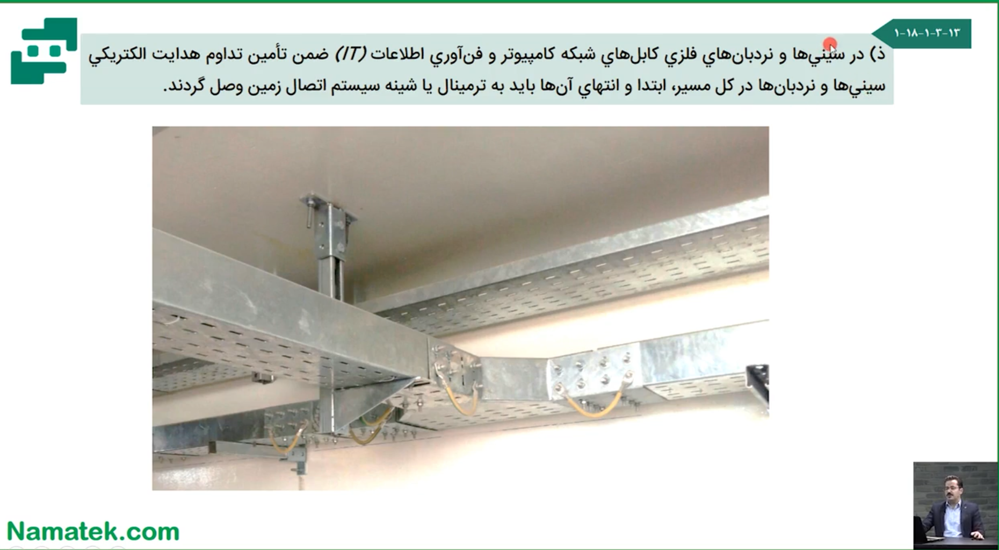 ۱۳-۳-۱-۱۸-۱
ذ) در سيني‌ها و نردبان‌هاي فلزي كابل‌هاي شبكه كامپيوتر و فن‌آوري اطلاعات (IT) ضمن تأمين تداوم هدايت الكتريكي
سيني‌ها و نردبان‌ها در كل مسير، ابتدا و انتهاي آن‌ها بايد به ترمينال يا شينه سيستم اتصال زمين وصل گردند.
Namatek.com